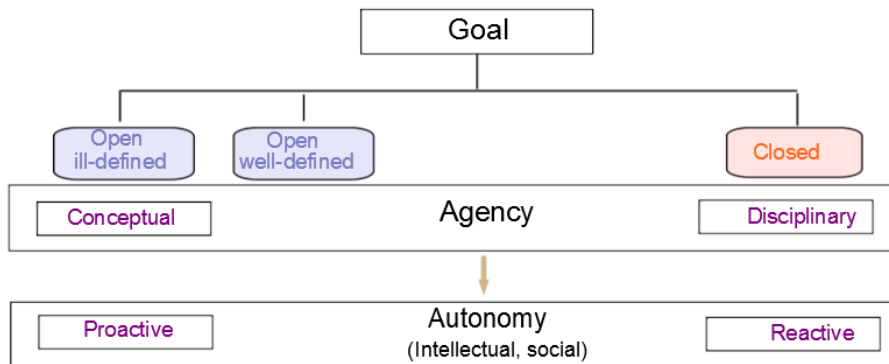 Goal
Open
ill-defined
Open
well-defined
Closed
Conceptual
Agency
Disciplinary
Proactive
Autonomy
(Intellectual, social)
Reactive